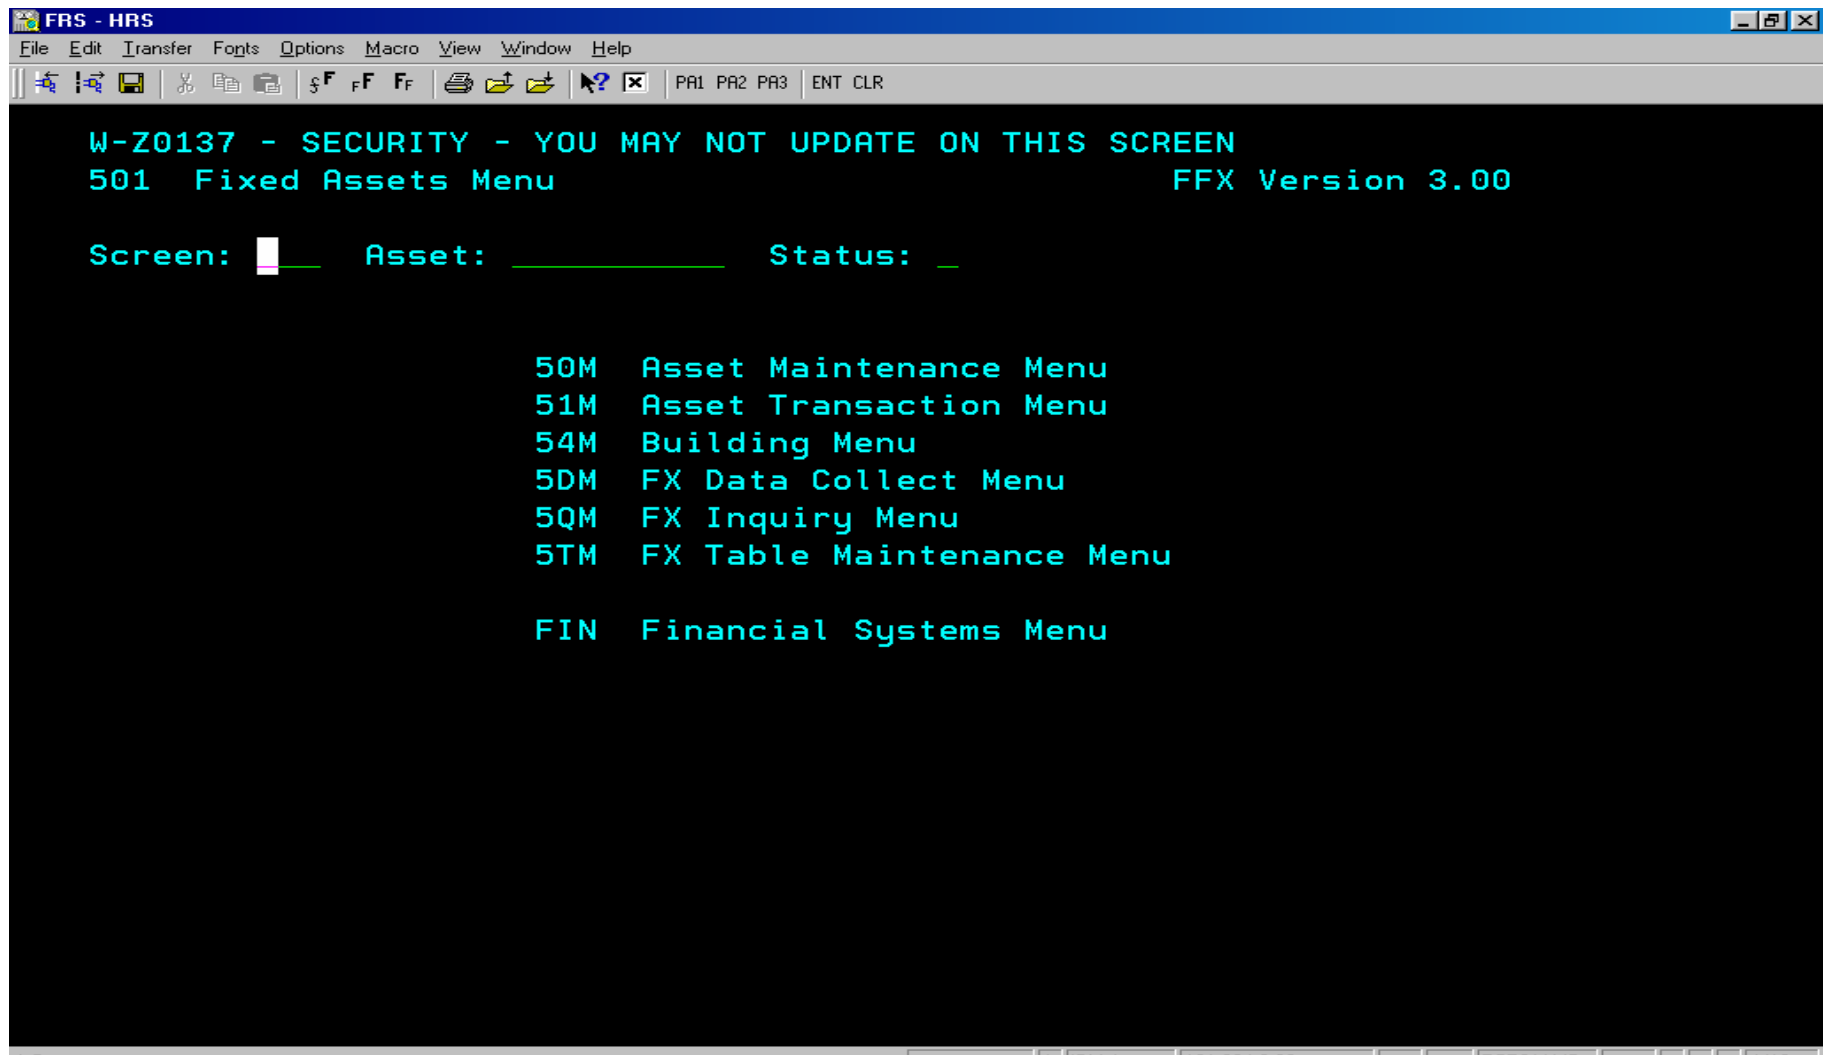 FRS - HRS
File Edit Transfer Fonts Options Macro View Window Help
PA1 PA2 PA3 ENT CLR
W-Z0137 - SECURITY - YOU MAY NOT UPDATE ON THIS SCREEN
501 Fixed Assets Menu FFX Version 3.00
Screen: ____ Asset: __________ Status: _
50M Asset Maintenance Menu
51M Asset Transaction Menu
54M Building Menu
5DM FX Data Collect Menu
5QM FX Inquiry Menu
5TM FX Table Maintenance Menu
FIN Financial Systems Menu